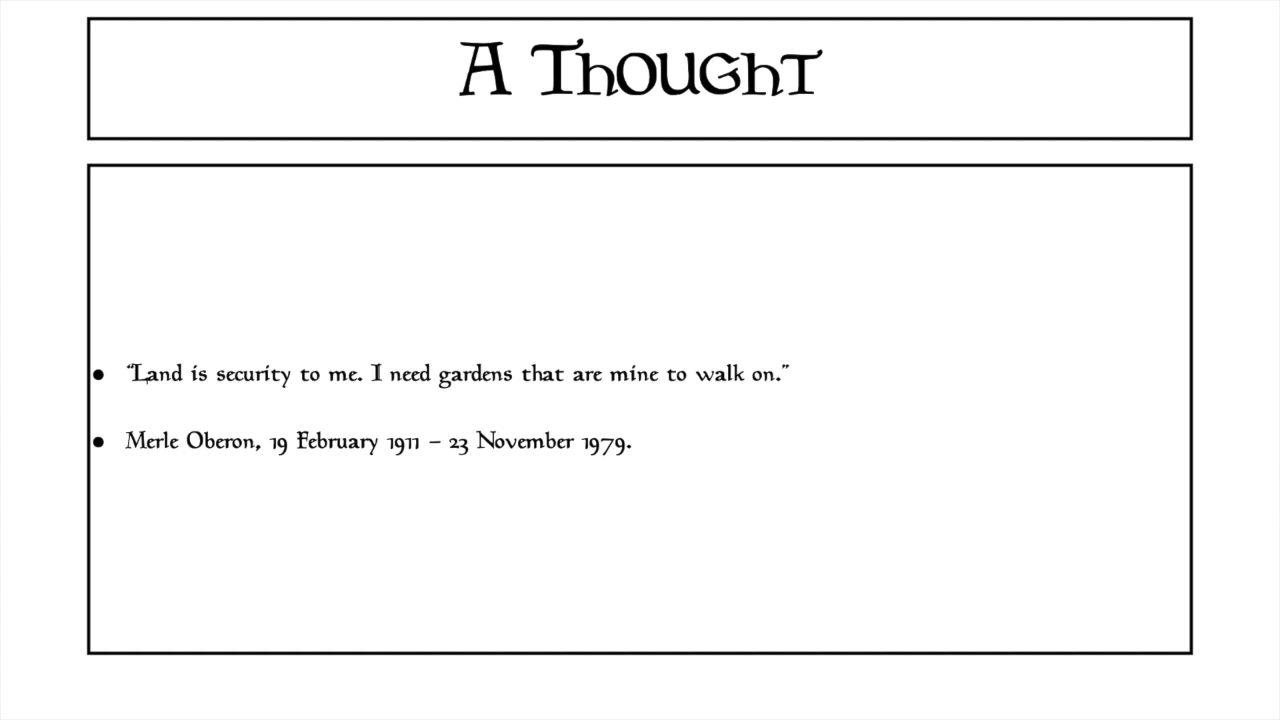 A Thought
• “Land is security to me. I need gardens that are mine to walk on.”
• Merle Oberon, 19 February 1911 – 23 November 1979.